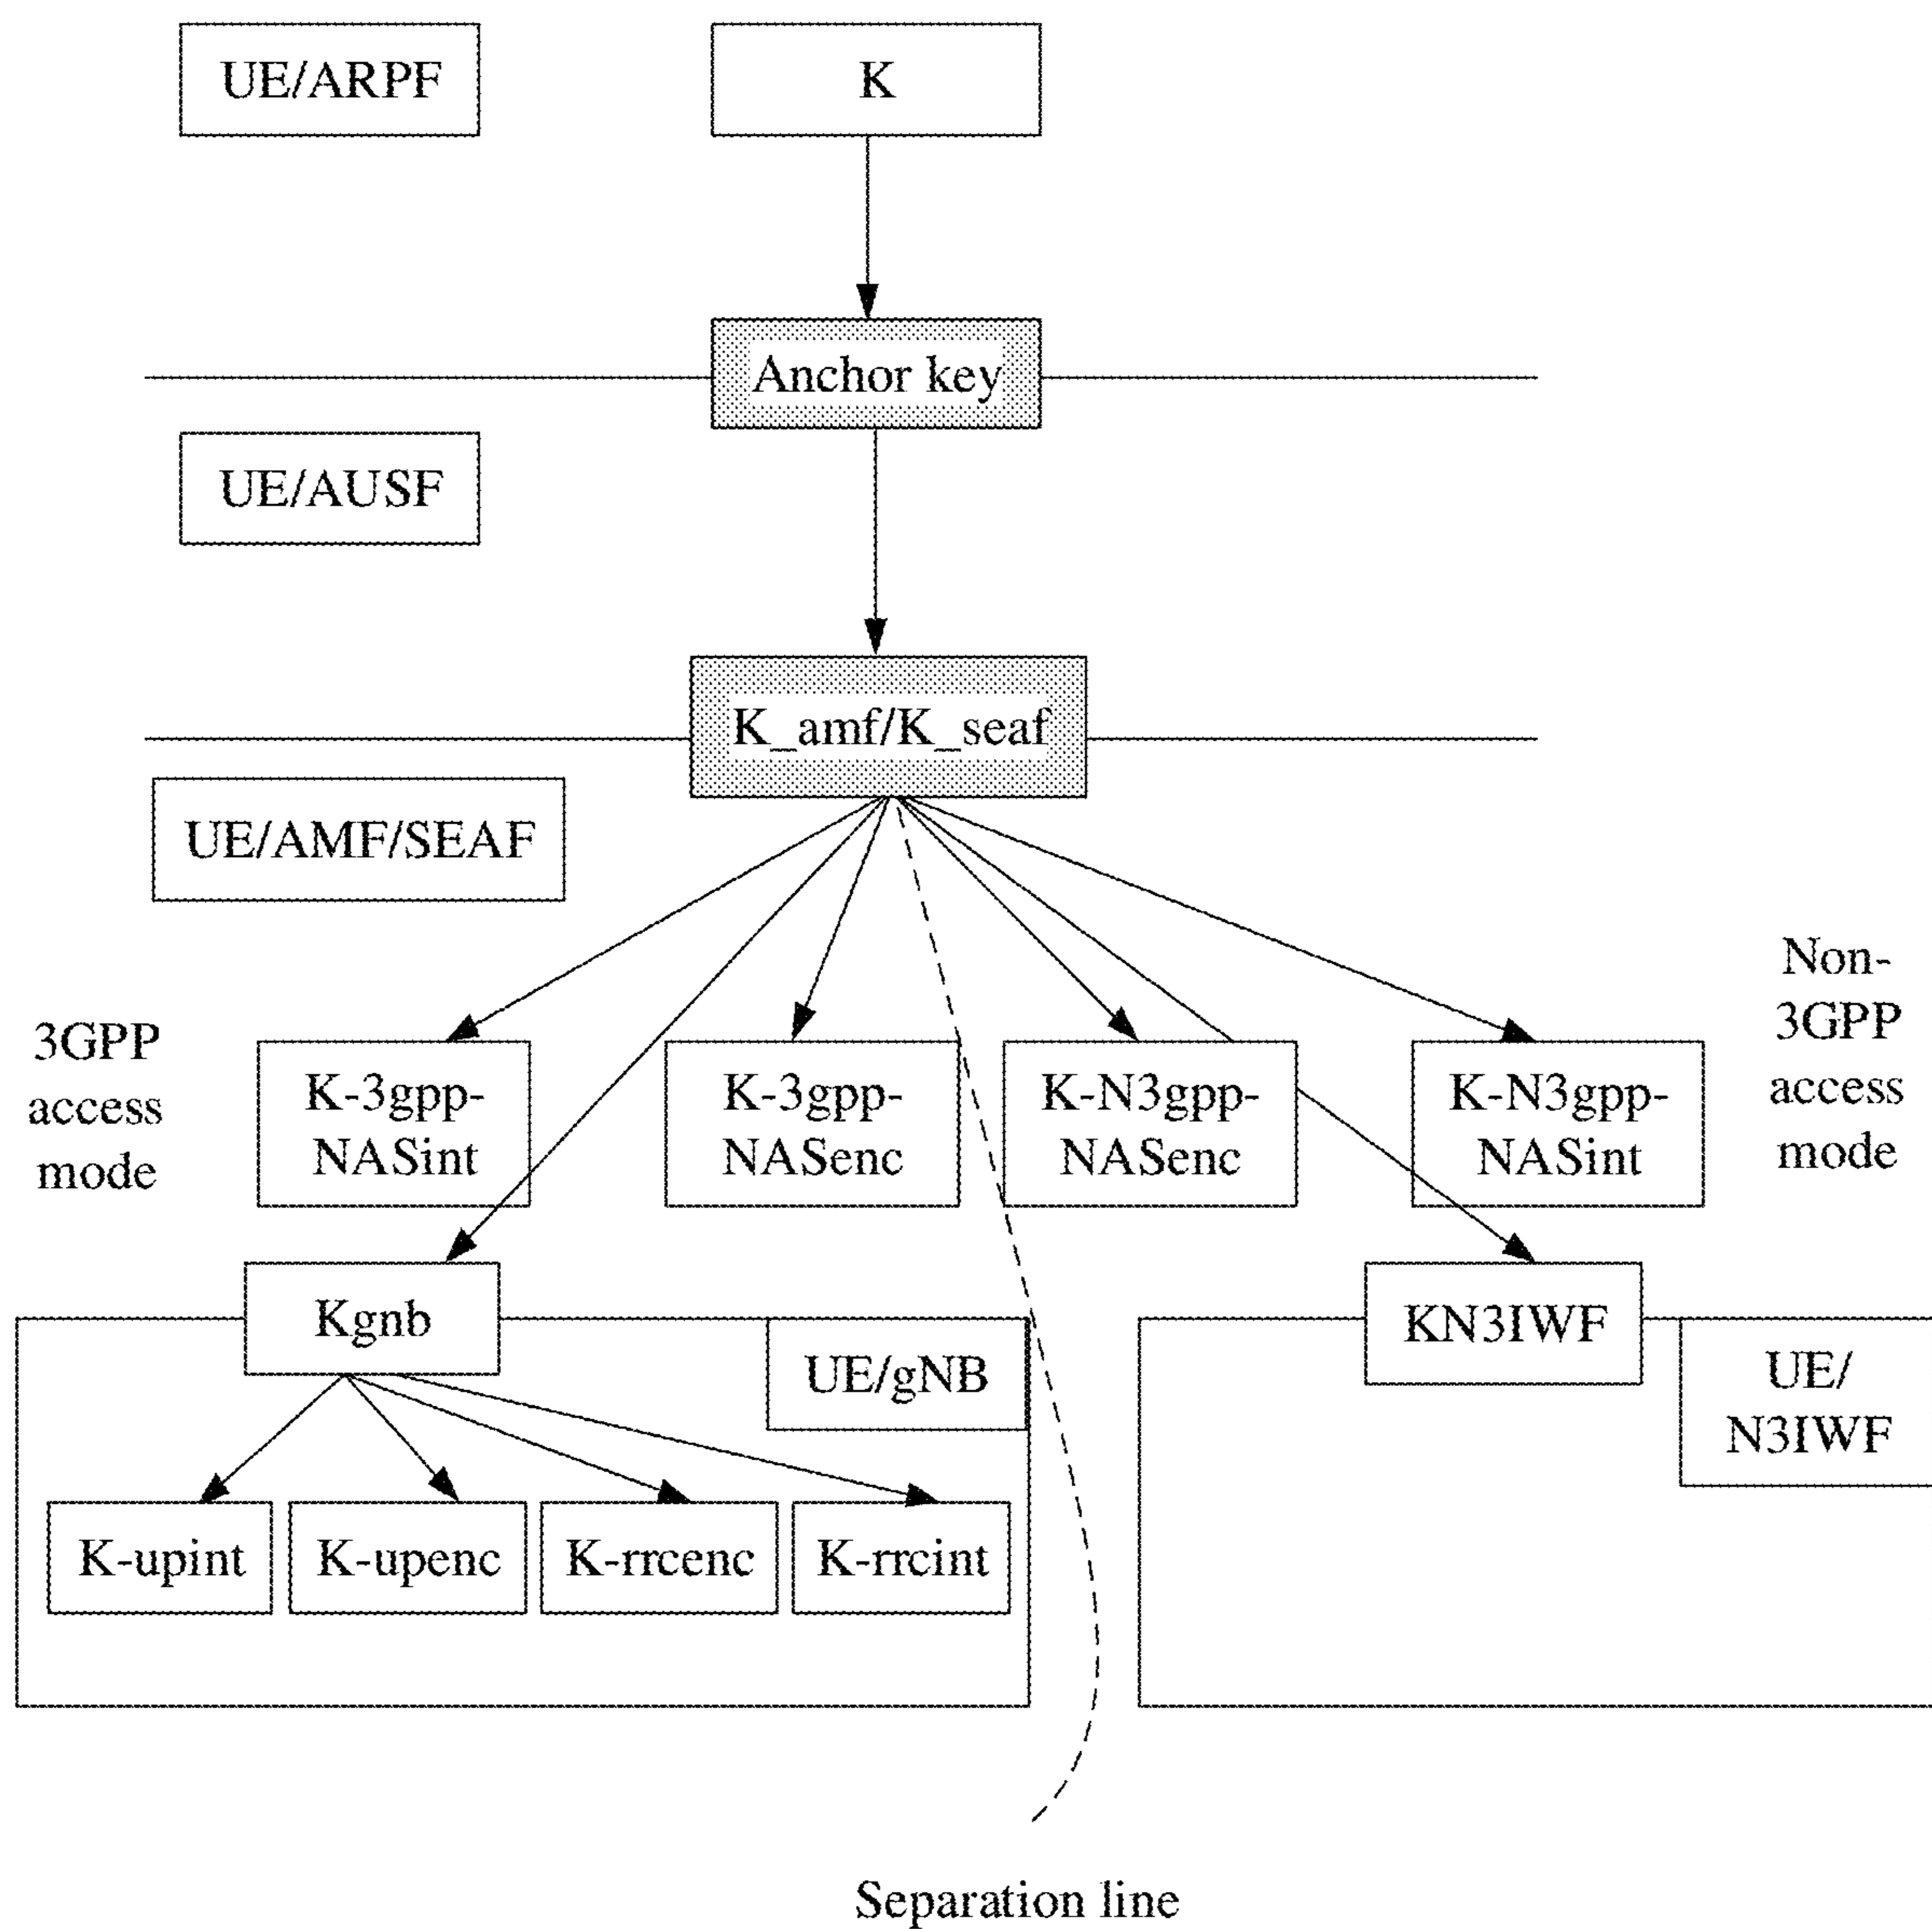 UE/ARPF
K
Anchor key
UE/AUSF
K_amf/K_seaf
UE/AMF/SEAF
3GPP
access
mode
Non-
3GPP
access
mode
K-3gpp-
NASint
K-3gpp-
NASenc
K-N3gpp-
NASenc
K-N3gpp-
NASint
Kgnb
UE/gNB
KN3IWF
UE/
N3IWF
K-upint
K-upenc
K-rrcenc
K-rrcint
Separation line